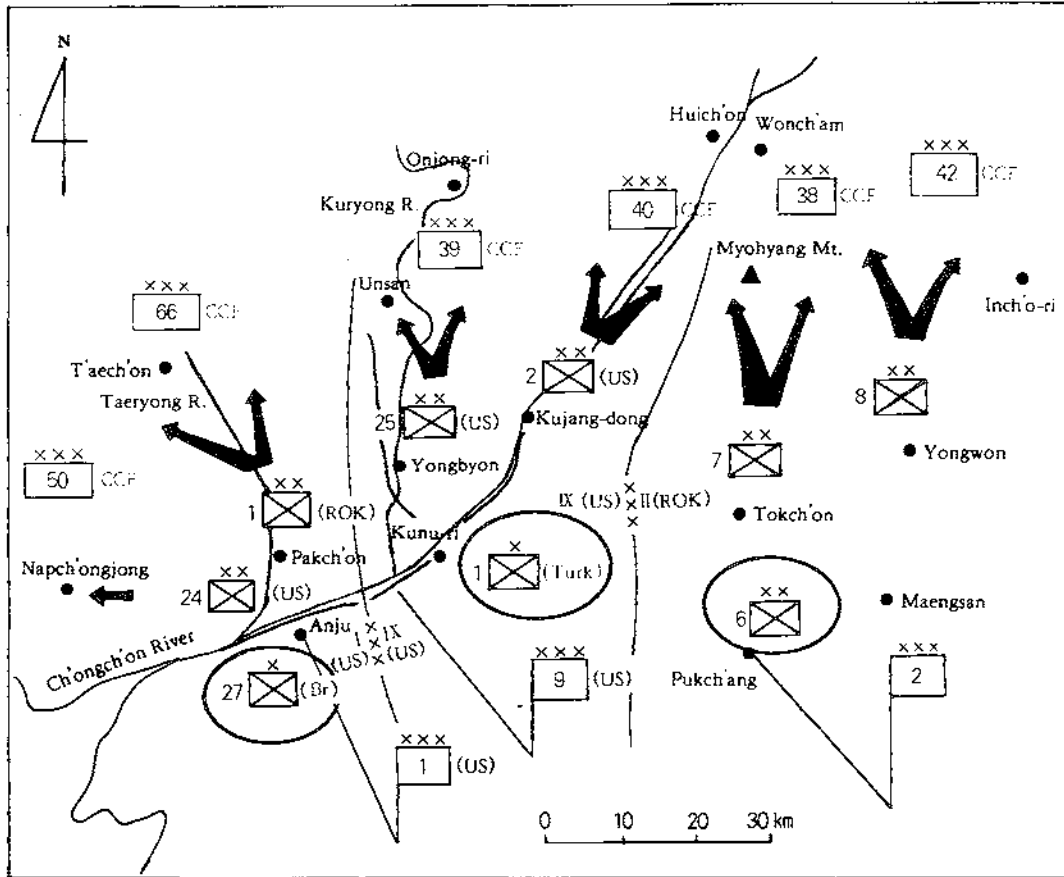 N
Huich'on
Wonch'am
Onjong-ri
Kuryong R.
× × ×
40 CCF
× × ×
38 CCF
× × ×
42 CCF
× × ×
39 CCF
Myohyang Mt.
Inch'o-ri
Unsan
× × ×
66 CCF
T'aech'on
Taeryong R.
× ×
2 (US)
× ×
8
× ×
25 (US)
Kujang-dong
Yongbyon
× ×
7
Yongwon
× × ×
50 CCF
× ×
1 (ROK)
IX (US) × × × II (ROK)
Tokch'on
Kunu-ri
Pakch'on
×
1 (Turk)
Napch'ongjong
× ×
24 (US)
× ×
6
Maengsan
Anju
I × IX
(US) × × (US)
Ch'ongch'on River
×
27 (Br)
Pukch'ang
× × ×
9 (US)
× × ×
2
× × ×
1 (US)
0 10 20 30 km